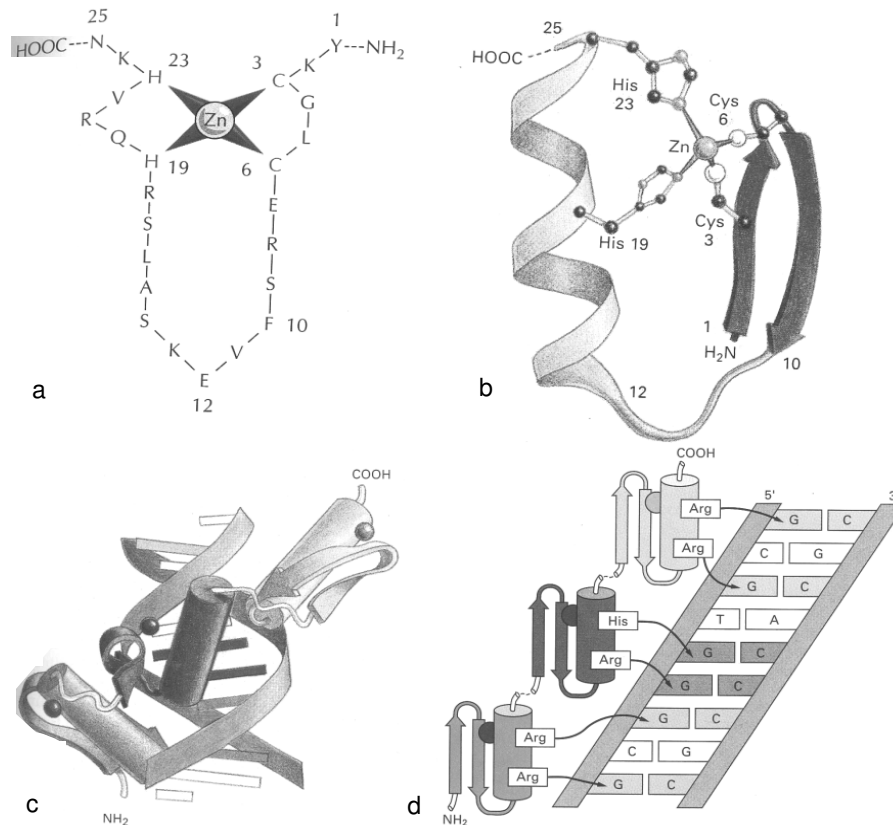 a
25
1
HOOC---N
Y---NH₂
K
23
3
K
H
C
V
G
R
Zn
Q
L
H
19
6
C
R
E
S
R
L
A
S
S
F
10
K
V
E
12
b
25
HOOC
His
23
Cys
6
Zn
His 19
Cys
3
1
H₂N
10
12
c
COOH
NH₂
d
COOH
5'
3
Arg
G C
C G
Arg
G C
T A
His
G C
Arg
G C
G C
Arg
C G
Arg
G C
NH₂